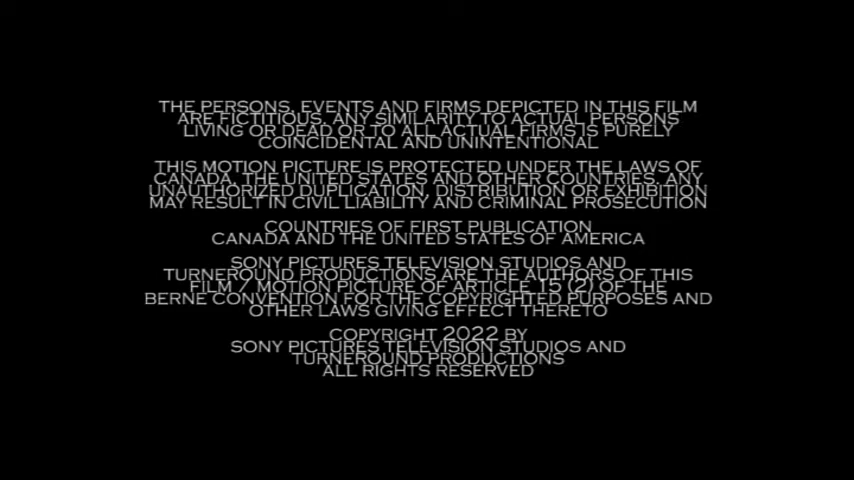 THE PERSONS, EVENTS AND FIRMS DEPICTED IN THIS FILM
ARE FICTITIOUS. ANY SIMILARITY TO ACTUAL PERSONS
LIVING OR DEAD OR TO ALL ACTUAL FIRMS IS PURELY
COINCIDENTAL AND UNINTENTIONAL
THIS MOTION PICTURE IS PROTECTED UNDER THE LAWS OF
CANADA, THE UNITED STATES AND OTHER COUNTRIES. ANY
UNAUTHORIZED DUPLICATION, DISTRIBUTION OR EXHIBITION
MAY RESULT IN CIVIL LIABILITY AND CRIMINAL PROSECUTION
COUNTRIES OF FIRST PUBLICATION
CANADA AND THE UNITED STATES OF AMERICA
SONY PICTURES TELEVISION STUDIOS AND
TURNEROUND PRODUCTIONS ARE THE AUTHORS OF THIS
FILM / MOTION PICTURE OF ARTICLE 15 (2) OF THE
BERNE CONVENTION FOR THE COPYRIGHTED PURPOSES AND
OTHER LAWS GIVING EFFECT THERETO
COPYRIGHT 2022 BY
SONY PICTURES TELEVISION STUDIOS AND
TURNEROUND PRODUCTIONS
ALL RIGHTS RESERVED